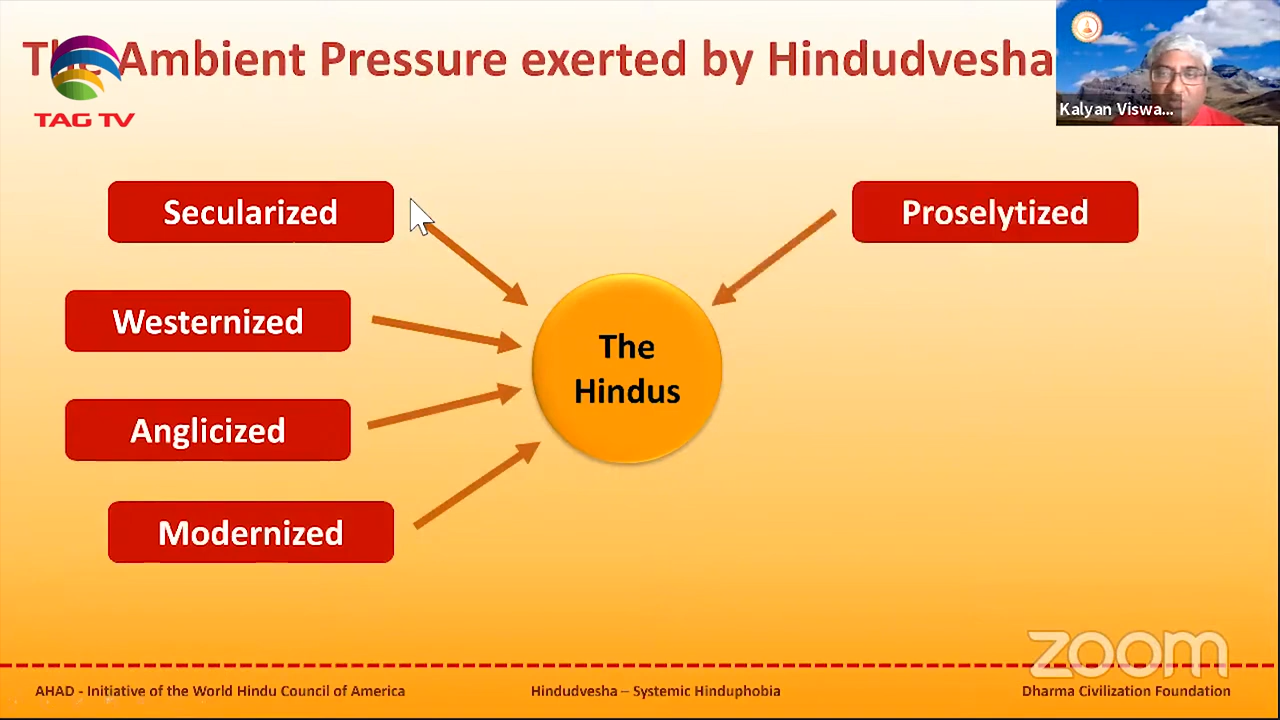 The Ambient Pressure exerted by Hindudvesha
TAG TV
Kalyan Viswa...
Secularized
Proselytized
Westernized
The
Hindus
Anglicized
Modernized
zoom
AHAD - Initiative of the World Hindu Council of America
Hindudvesha – Systemic Hinduphobia
Dharma Civilization Foundation